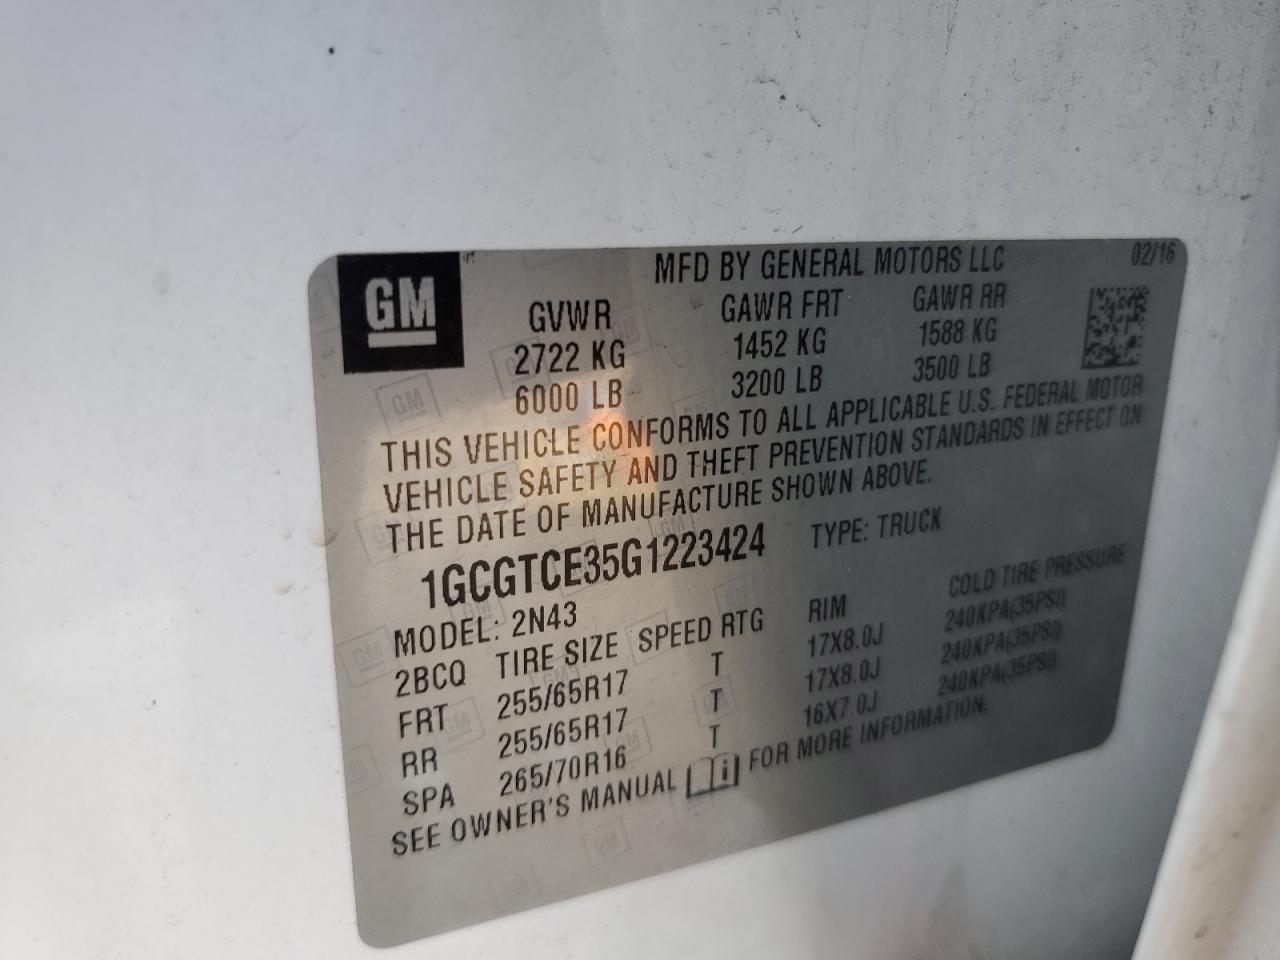 GM
MFD BY GENERAL MOTORS LLC 02/16
GVWR GAWR FRT GAWR RR
2722 KG 1452 KG 1588 KG
6000 LB 3200 LB 3500 LB
THIS VEHICLE CONFORMS TO ALL APPLICABLE U.S. FEDERAL MOTOR
VEHICLE SAFETY AND THEFT PREVENTION STANDARDS IN EFFECT ON
THE DATE OF MANUFACTURE SHOWN ABOVE.
1GCGTCE35G1223424 TYPE: TRUCK
MODEL: 2N43
2BCQ TIRE SIZE SPEED RTG RIM COLD TIRE PRESSURE
FRT 255/65R17 T 17X8.0J 240KPA(35PSI)
RR 255/65R17 T 17X8.0J 240KPA(35PSI)
SPA 265/70R16 T 16X7.0J 240KPA(35PSI)
SEE OWNER'S MANUAL i FOR MORE INFORMATION.